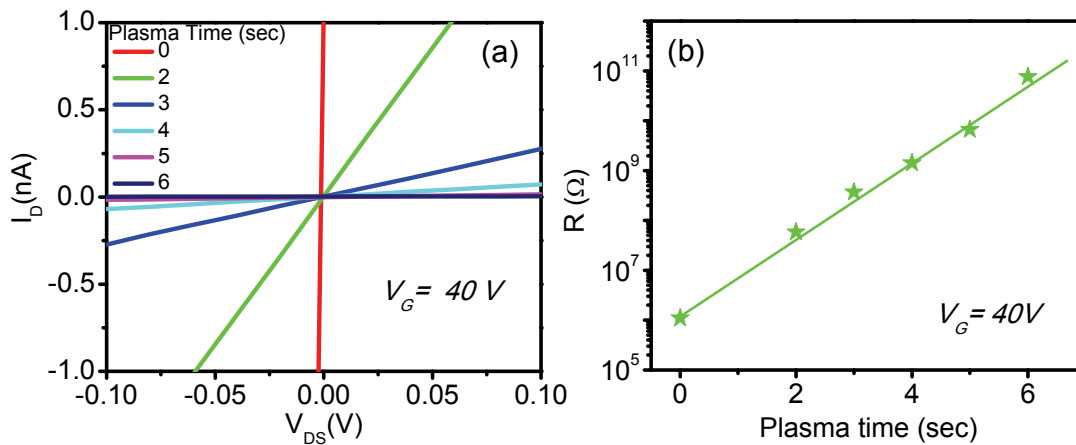 Plasma Time (sec)
0
2
3
4
5
6
(a)
1.0
0.5
0.0
-0.5
-1.0
I_D(nA)
V_G= 40 V
-0.10
-0.05
0.00
0.05
0.10
V_DS(V)
(b)
10^11
10^9
10^7
10^5
R (Ω)
V_G= 40V
0
2
4
6
Plasma time (sec)